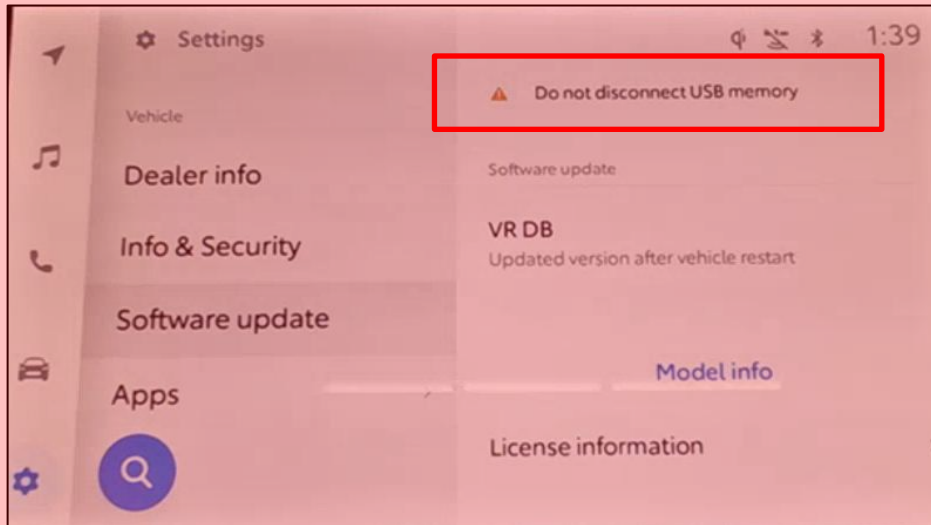 Settings
1:39
Do not disconnect USB memory
Vehicle
Software update
Dealer info
VR DB
Info & Security
Updated version after vehicle restart
Software update
Model info
Apps
License information